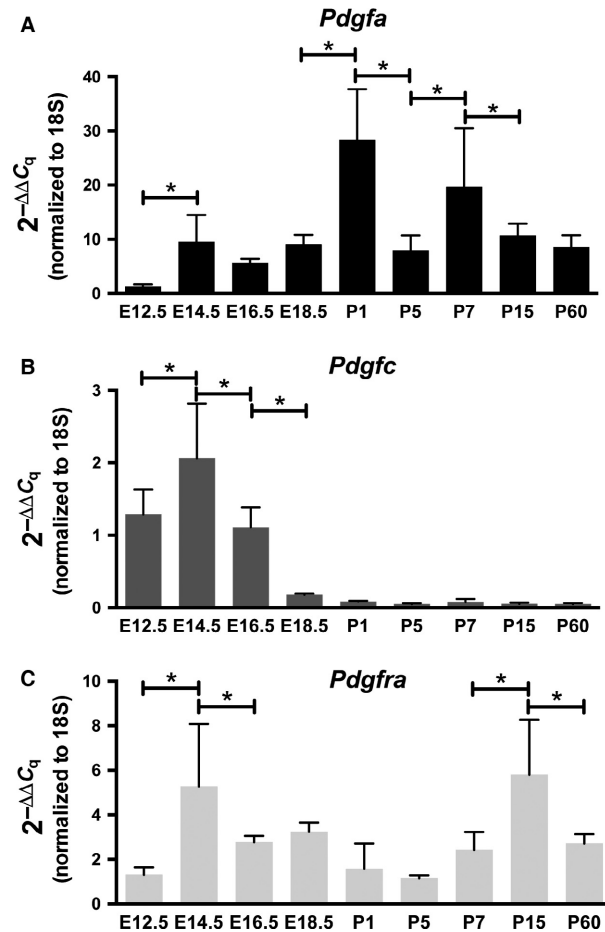 A
Pdgfa
* * * * *
2^−ΔΔCq
(normalized to 18S)
40
30
20
10
0
E12.5 E14.5 E16.5 E18.5 P1 P5 P7 P15 P60
B
Pdgfc
* * *
2^−ΔΔCq
(normalized to 18S)
3
2
1
0
E12.5 E14.5 E16.5 E18.5 P1 P5 P7 P15 P60
C
Pdgfra
* * * *
2^−ΔΔCq
(normalized to 18S)
10
8
6
4
2
0
E12.5 E14.5 E16.5 E18.5 P1 P5 P7 P15 P60